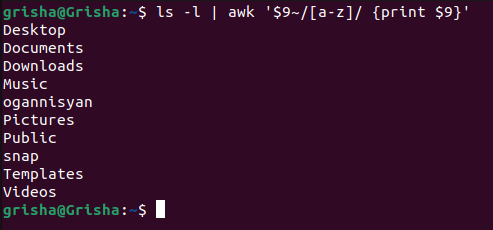 grisha@Grisha:~$ ls -l | awk '$9~/[a-z]/ {print $9}'
Desktop
Documents
Downloads
Music
ogannisyan
Pictures
Public
snap
Templates
Videos
grisha@Grisha:~$